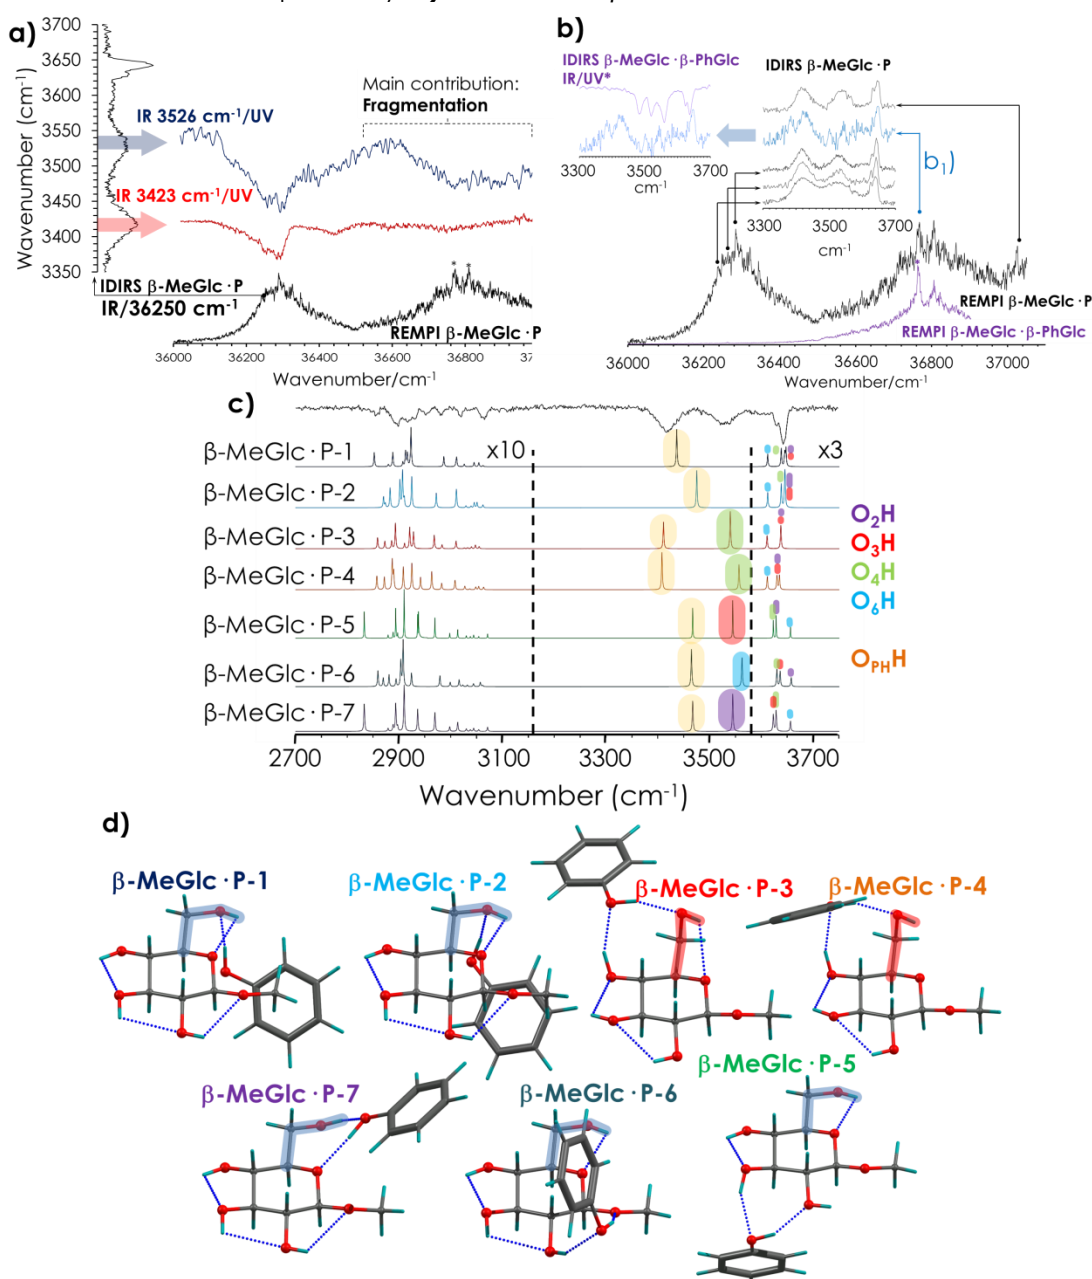 a)
3700
3650
3600
3550
3500
3450
3400
3350
Wavenumber (cm-1)
IR 3526 cm-1/UV
IR 3423 cm-1/UV
Main contribution:
Fragmentation
* *
IDIRS β-MeGlc·P
IR/36250 cm-1
REMPI β-MeGlc·P
36000 36200 36400 36600 36800 37
Wavenumber/cm-1
b)
IDIRS β-MeGlc·β-PhGlc
IR/UV*
3300 3500 3700
cm-1
IDIRS β-MeGlc·P
b1)
3300 3500 3700
cm-1
*
REMPI β-MeGlc·P
REMPI β-MeGlc·β-PhGlc
36000 36200 36400 36600 36800 37000
Wavenumber/cm-1
c)
x10
x3
β-MeGlc·P-1
β-MeGlc·P-2
β-MeGlc·P-3
β-MeGlc·P-4
β-MeGlc·P-5
β-MeGlc·P-6
β-MeGlc·P-7
O2H
O3H
O4H
O6H
OPHH
2700 2900 3100 3300 3500 3700
Wavenumber (cm-1)
d)
β-MeGlc·P-1
β-MeGlc·P-2
β-MeGlc·P-3
β-MeGlc·P-4
β-MeGlc·P-7
β-MeGlc·P-6
β-MeGlc·P-5